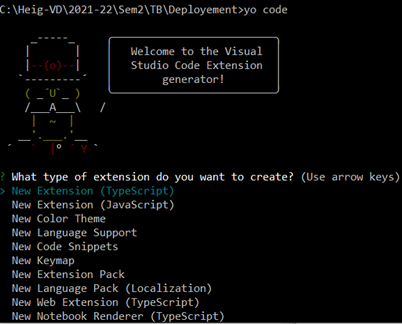 C:\Heig-VD\2021-22\Sem2\TB\Deployement>yo code
Welcome to the Visual
Studio Code Extension
generator!
? What type of extension do you want to create? (Use arrow keys)
> New Extension (TypeScript)
New Extension (JavaScript)
New Color Theme
New Language Support
New Code Snippets
New Keymap
New Extension Pack
New Language Pack (Localization)
New Web Extension (TypeScript)
New Notebook Renderer (TypeScript)